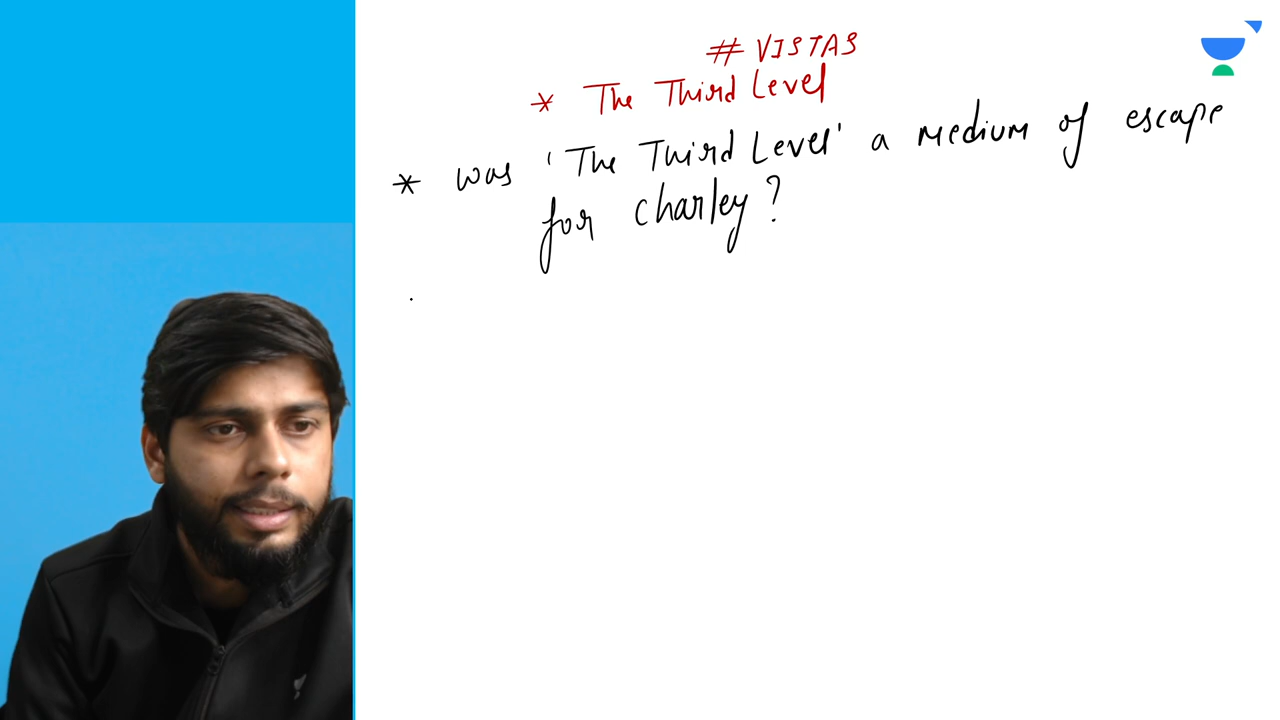 # VISTAS
* The Third Level
* was 'The Third Level' a medium of escape
for charley?